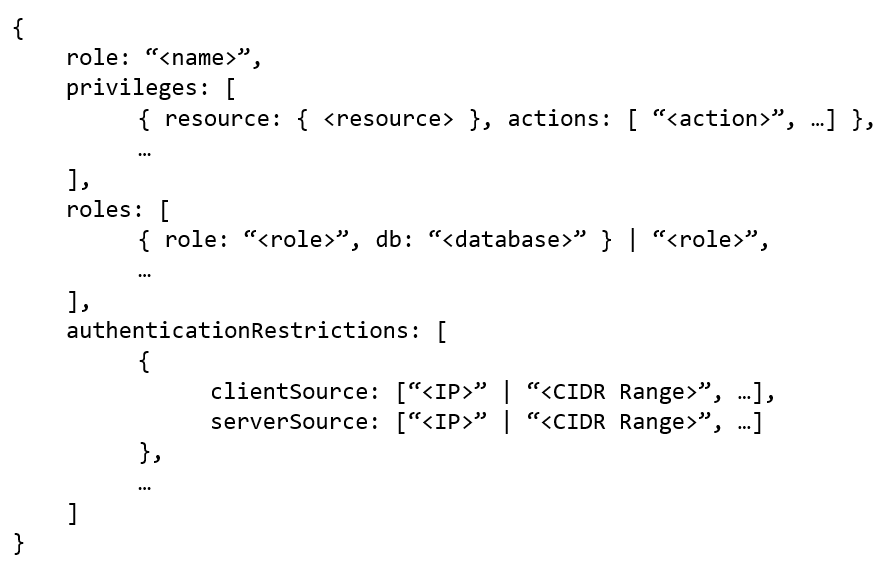 {
role: “<name>”,
privileges: [
{ resource: { <resource> }, actions: [ “<action>”, …] },
…
],
roles: [
{ role: “<role>”, db: “<database>” } | “<role>”,
…
],
authenticationRestrictions: [
{
clientSource: [“<IP>” | “<CIDR Range>”, …],
serverSource: [“<IP>” | “<CIDR Range>”, …]
},
…
]
}